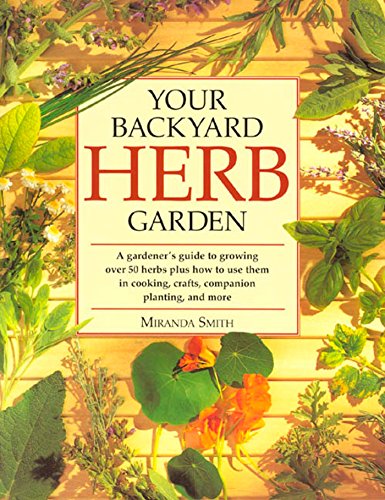 YOUR
BACKYARD
HERB
GARDEN
A gardener's guide to growing
over 50 herbs plus how to use them
in cooking, crafts, companion
planting, and more
MIRANDA SMITH